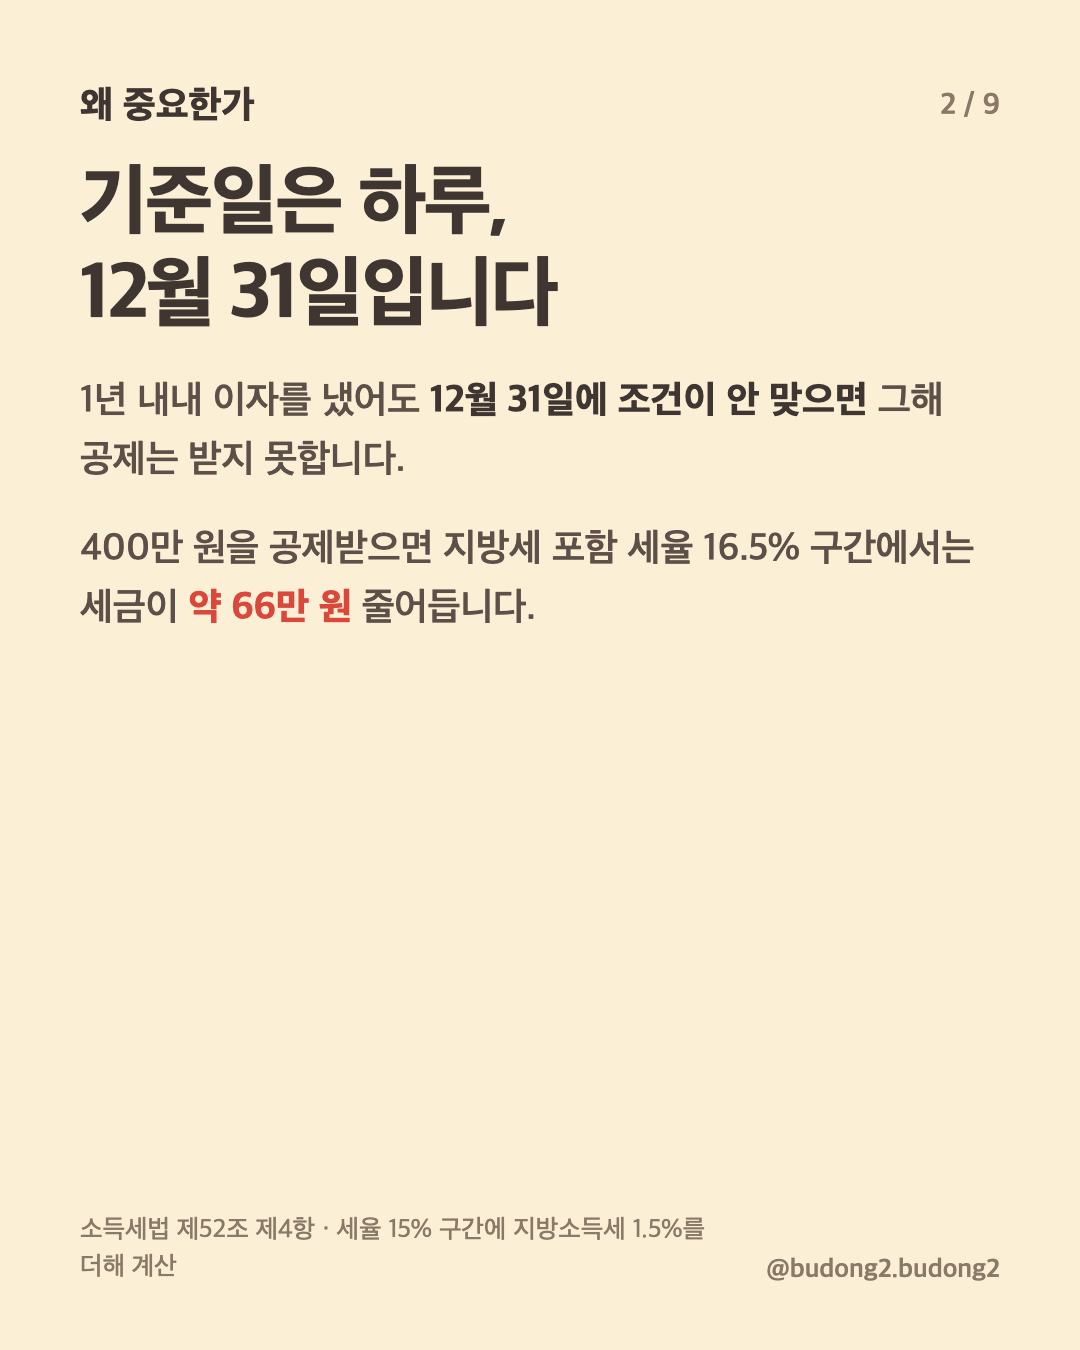 왜 중요한가
2 / 9
기준일은 하루,
12월 31일입니다
1년 내내 이자를 냈어도 12월 31일에 조건이 안 맞으면 그해
공제는 받지 못합니다.
400만 원을 공제받으면 지방세 포함 세율 16.5% 구간에서는
세금이 약 66만 원 줄어듭니다.
소득세법 제52조 제4항 · 세율 15% 구간에 지방소득세 1.5%를
더해 계산
@budong2.budong2